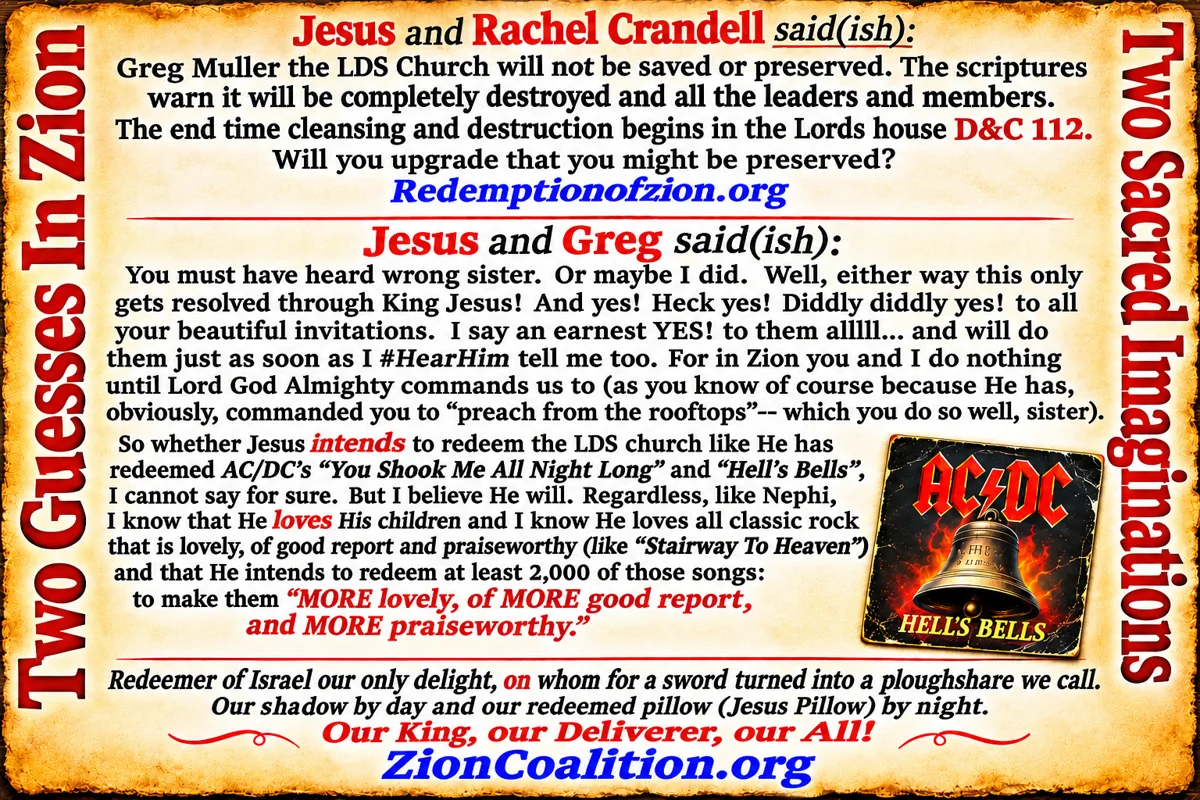 Two Guesses In Zion
Jesus and Rachel Crandell said(ish):
Greg Muller the LDS Church will not be saved or preserved. The scriptures
warn it will be completely destroyed and all the leaders and members.
The end time cleansing and destruction begins in the Lords house D&C 112.
Will you upgrade that you might be preserved?
Redemptionofzion.org
Jesus and Greg said(ish):
You must have heard wrong sister. Or maybe I did. Well, either way this only
gets resolved through King Jesus! And yes! Heck yes! Diddly diddly yes! to all
your beautiful invitations. I say an earnest YES! to them alllll... and will do
them just as soon as I #HearHim tell me too. For in Zion you and I do nothing
until Lord God Almighty commands us to (as you know of course because He has,
obviously, commanded you to “preach from the rooftops”-- which you do so well, sister).
So whether Jesus intends to redeem the LDS church like He has
redeemed AC/DC’s “You Shook Me All Night Long” and “Hell’s Bells”,
I cannot say for sure. But I believe He will. Regardless, like Nephi,
I know that He loves His children and I know He loves all classic rock
that is lovely, of good report and praiseworthy (like “Stairway To Heaven”)
and that He intends to redeem at least 2,000 of those songs:
to make them “MORE lovely, of MORE good report,
and MORE praiseworthy.”
AC/DC
HELL’S BELLS
Redeemer of Israel our only delight, on whom for a sword turned into a ploughshare we call.
Our shadow by day and our redeemed pillow (Jesus Pillow) by night.
Our King, our Deliverer, our All!
ZionCoalition.org
Two Sacred Imaginations